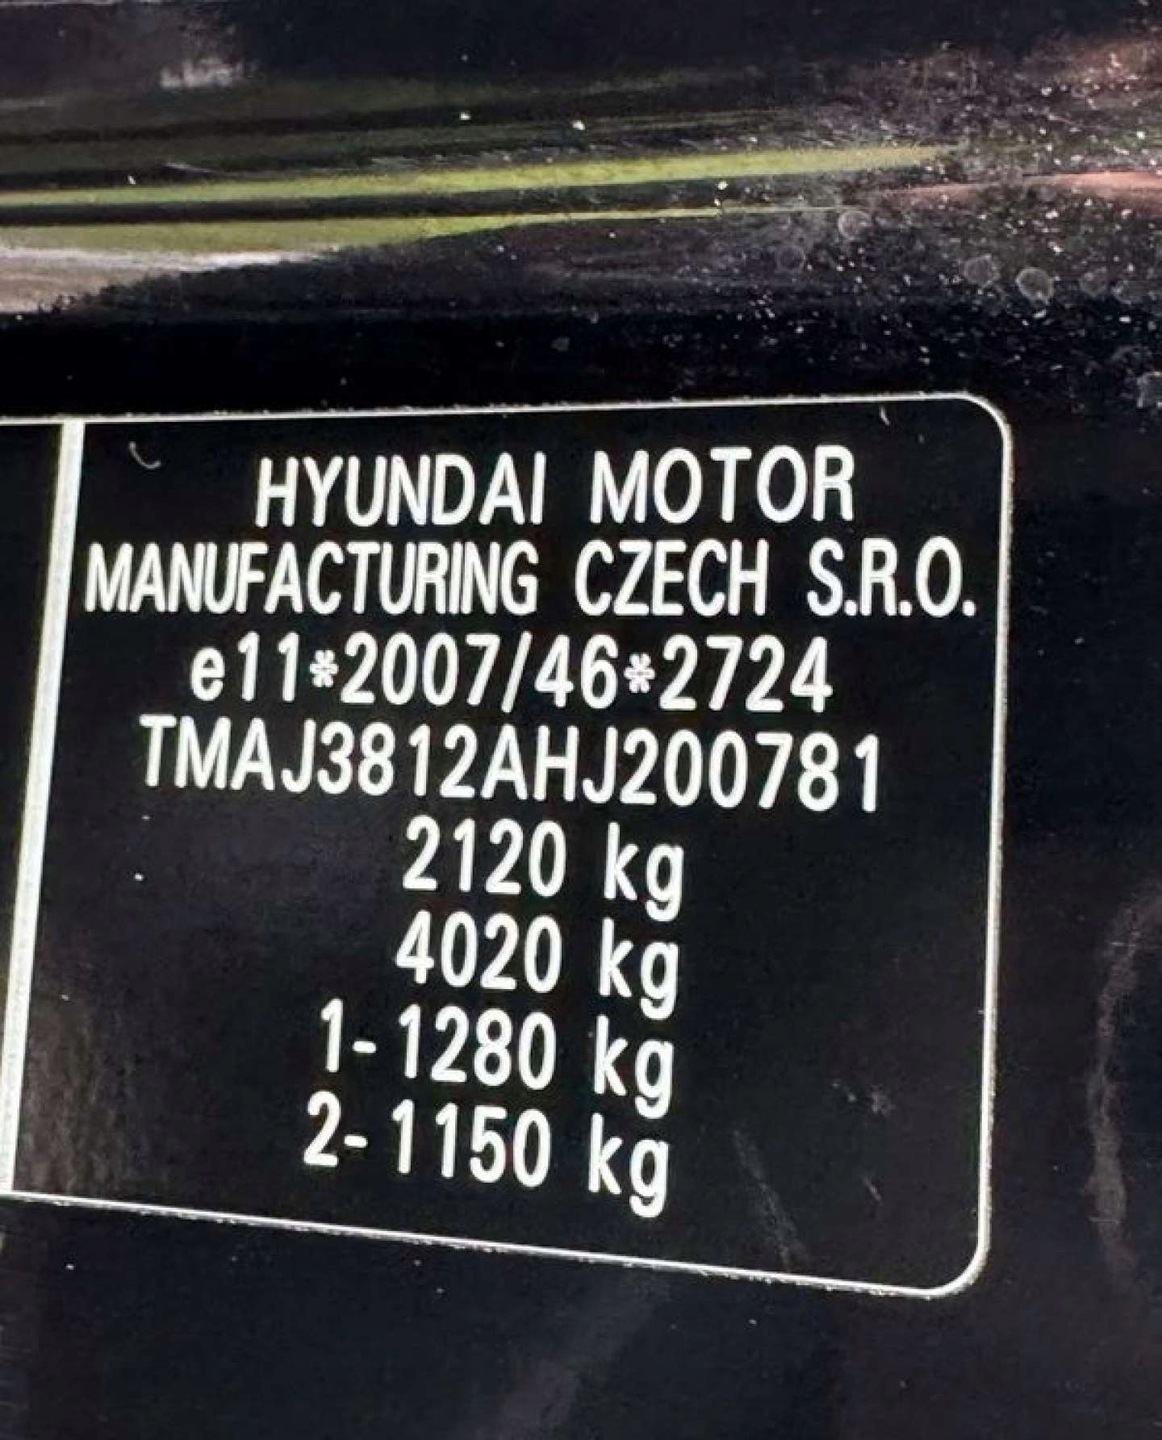 HYUNDAI MOTOR
MANUFACTURING CZECH S.R.O.
e11*2007/46*2724
TMAJ3812AHJ200781
2120 kg
4020 kg
1-1280 kg
2-1150 kg